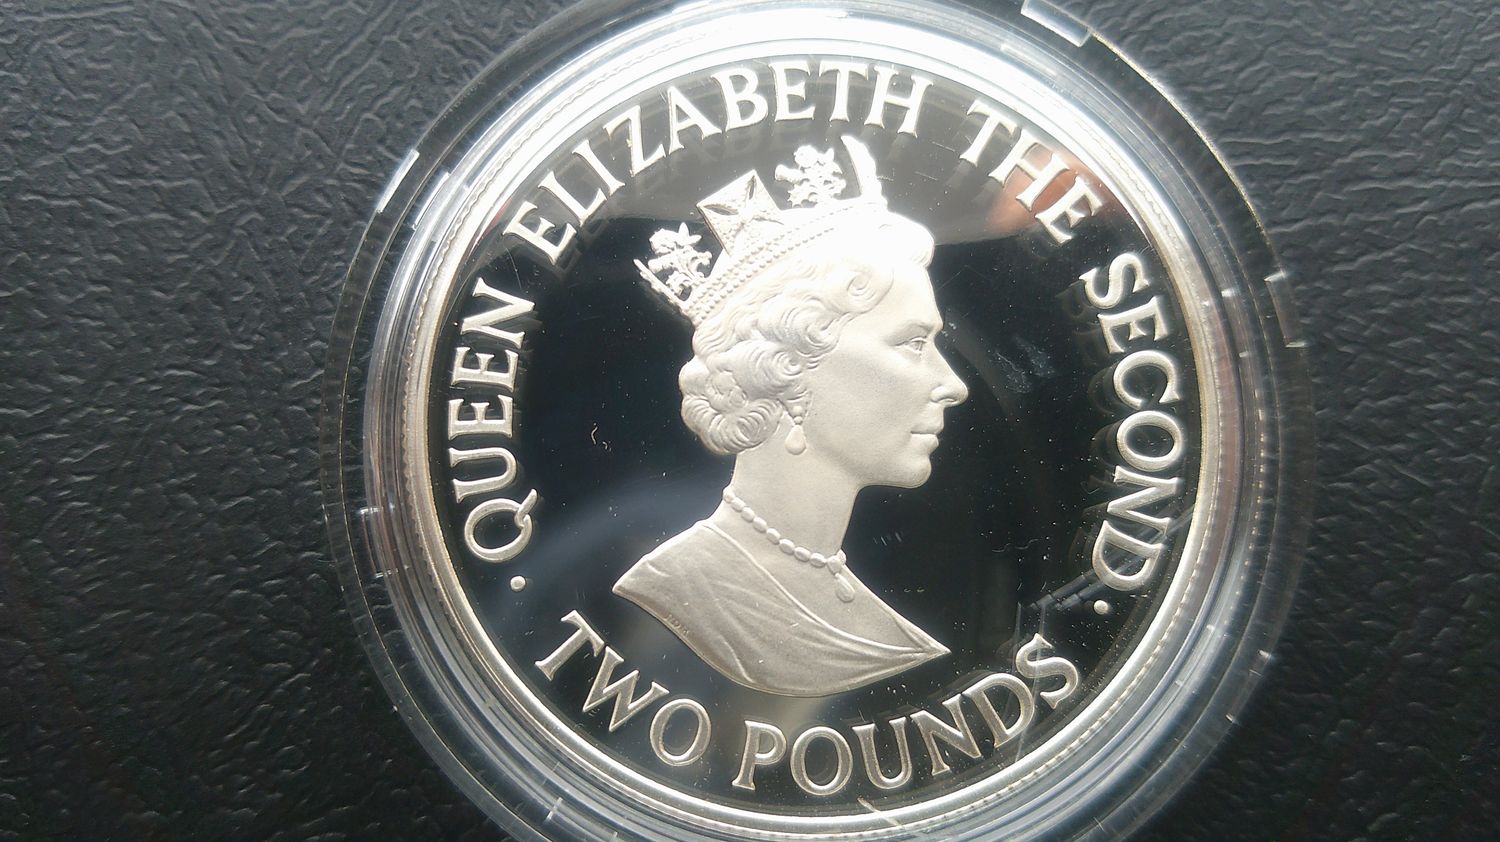 · QUEEN ELIZABETH THE SECOND ·
TWO POUNDS